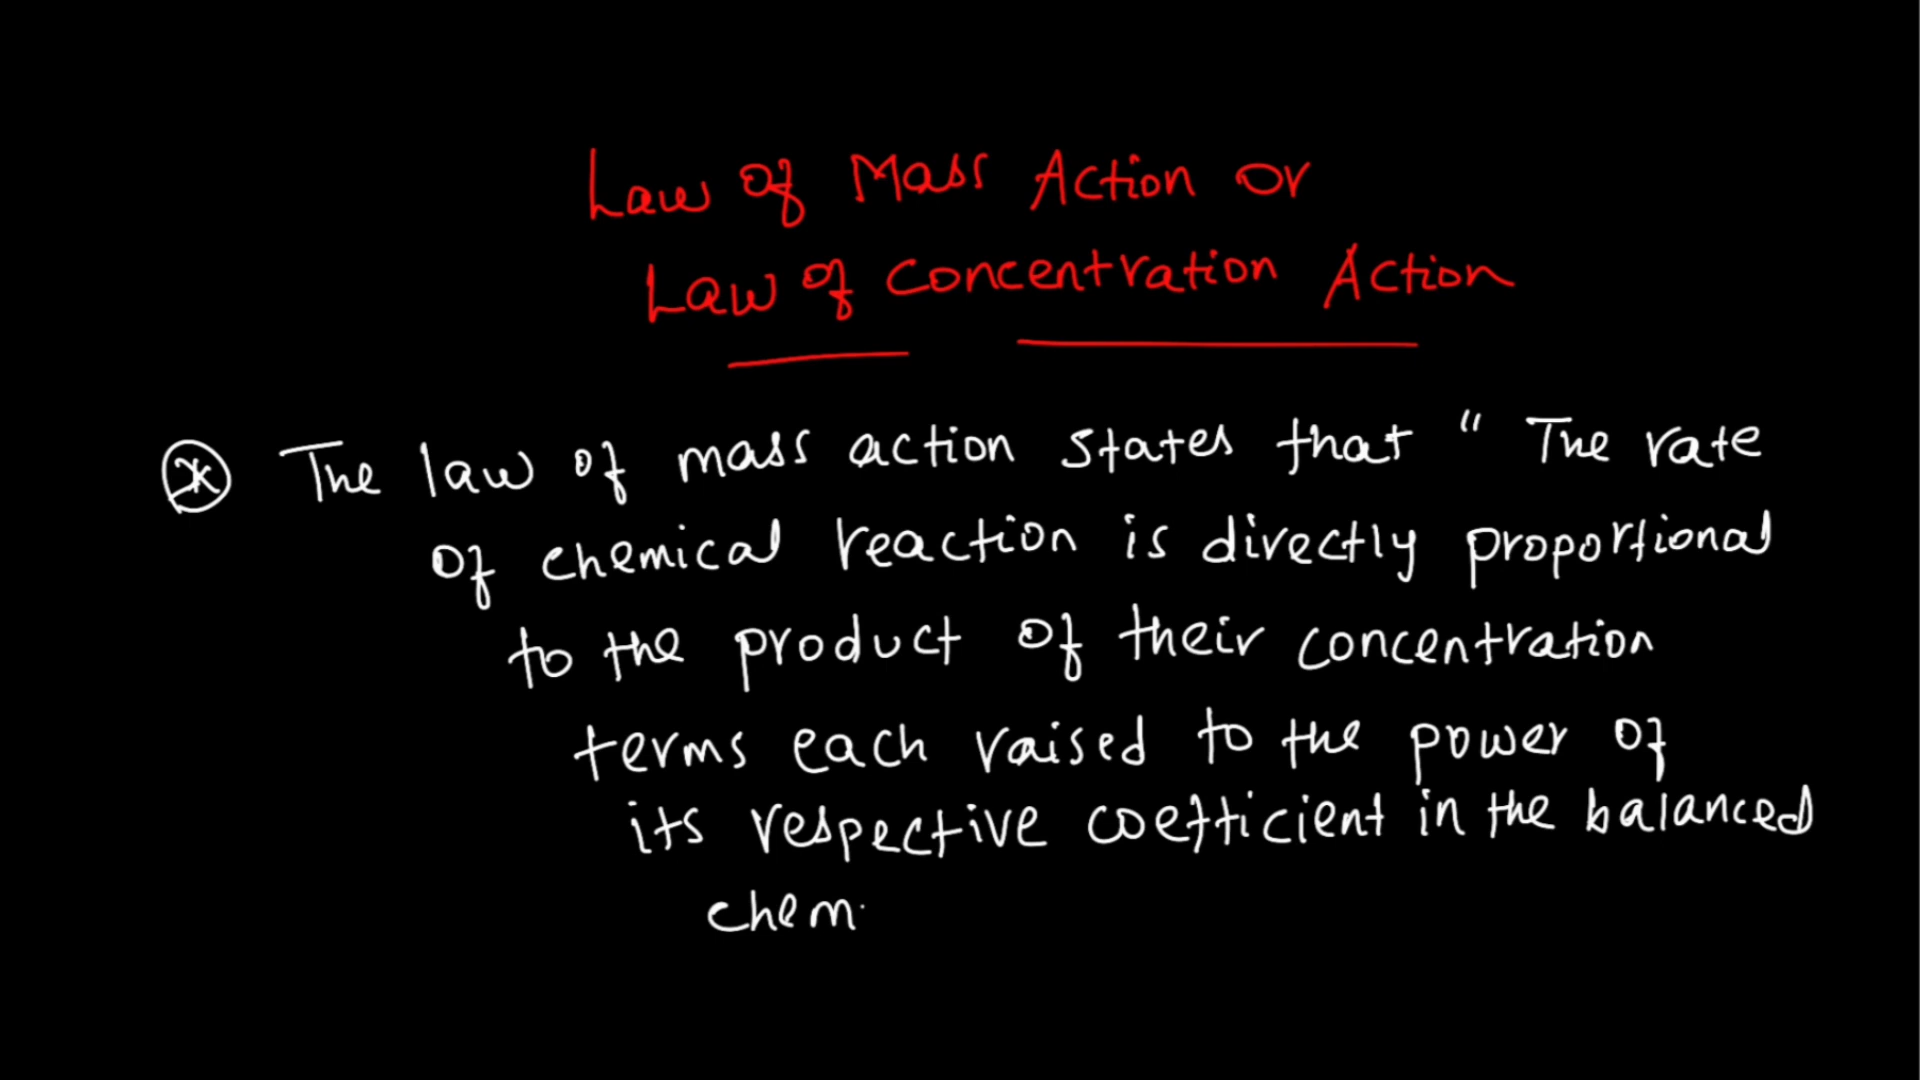 Law of Mass Action or
Law of Concentration Action
The law of mass action states that " The rate
of chemical reaction is directly proportional
to the product of their concentration
terms each raised to the power of
its respective coefficient in the balanced
chem